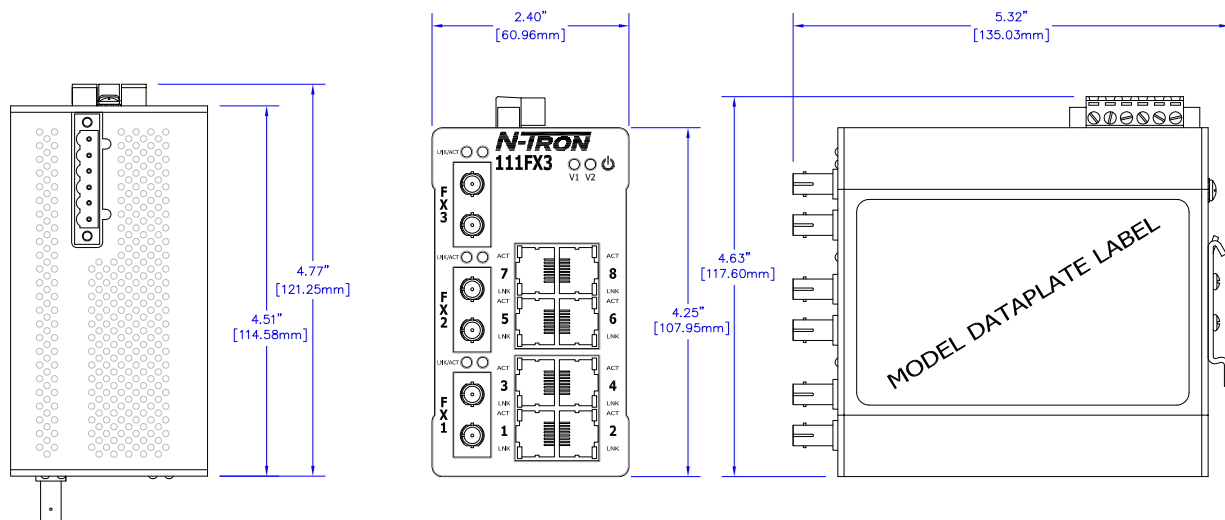 2.40"
[60.96mm]
5.32"
[135.03mm]
4.77"
[121.25mm]
4.51"
[114.58mm]
4.63"
[117.60mm]
4.25"
[107.95mm]
N-TRON
111FX3
V1 V2
LNK/ACT
FX3
LNK/ACT
FX2
LNK/ACT
FX1
ACT ACT
7 8
LNK LNK
ACT ACT
5 6
LNK LNK
ACT ACT
3 4
LNK LNK
ACT ACT
1 2
LNK LNK
MODEL DATAPLATE LABEL